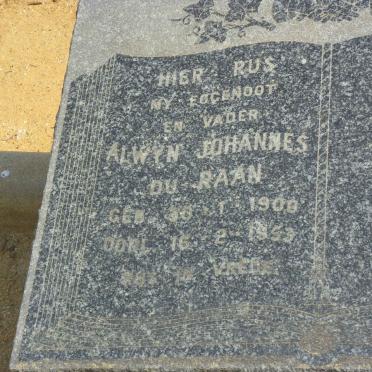 HIER RUS
MY EGGENOOT
EN VADER
ALWYN JOHANNES
DU RAAN
GEB. 30 1 1908
OORL. 16 2 1953
RUS IN VREDE